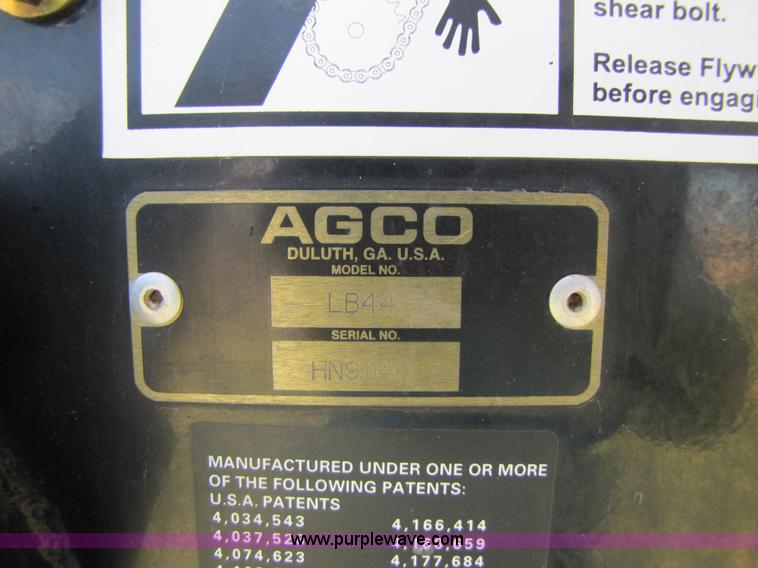 shear bolt.
Release Flyw
before engagi
AGCO
DULUTH, GA. U.S.A.
MODEL NO.
LB44
SERIAL NO.
MANUFACTURED UNDER ONE OR MORE
OF THE FOLLOWING PATENTS:
U.S.A. PATENTS
4,034,543 4,166,414
www.purplewave.com
4,074,623 4,177,684